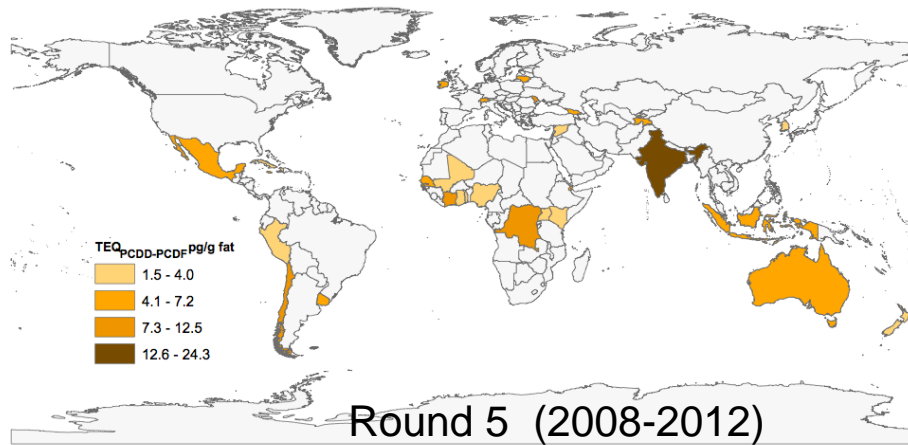 TEQPCDD-PCDF pg/g fat
1.5 - 4.0
4.1 - 7.2
7.3 - 12.5
12.6 - 24.3
Round 5 (2008-2012)